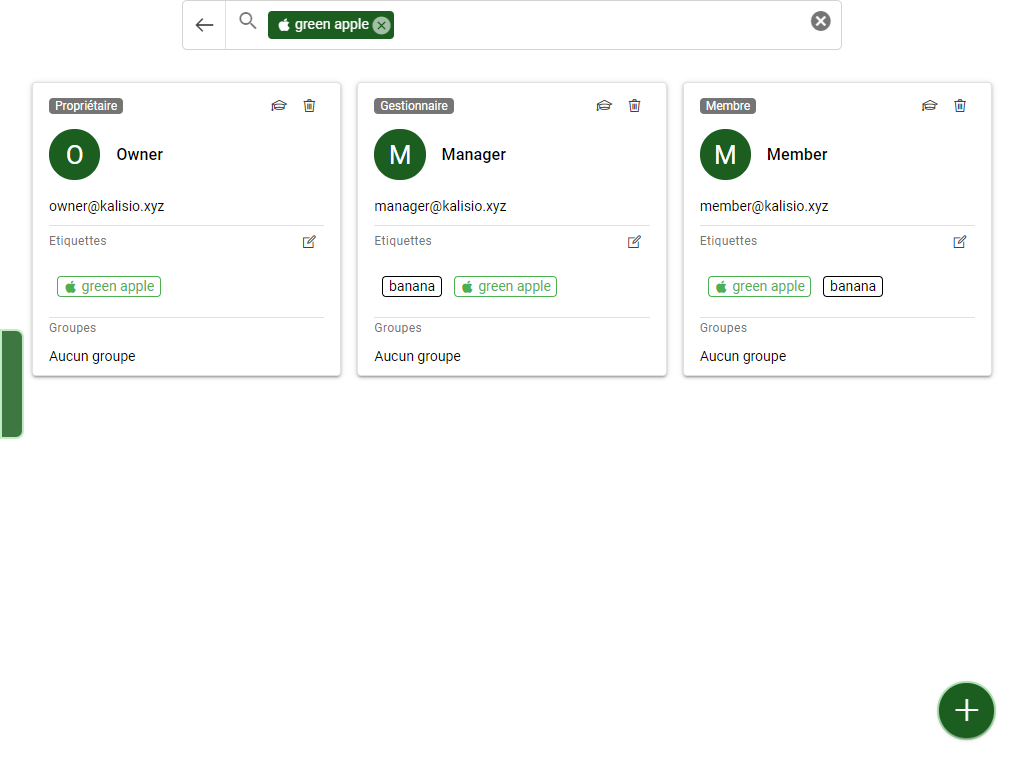 green apple
Propriétaire
O Owner
owner@kalisio.xyz
Etiquettes
green apple
Groupes
Aucun groupe
Gestionnaire
M Manager
manager@kalisio.xyz
Etiquettes
banana green apple
Groupes
Aucun groupe
Membre
M Member
member@kalisio.xyz
Etiquettes
green apple banana
Groupes
Aucun groupe